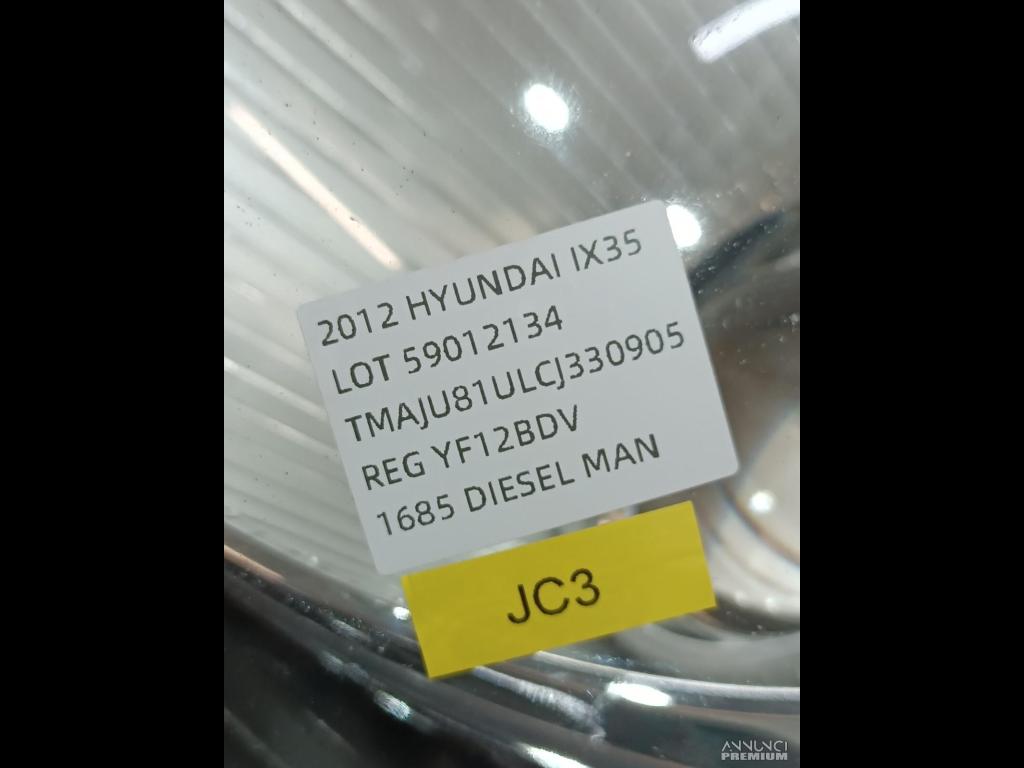 2012 HYUNDAI IX35
LOT 59012134
TMAJU81ULCJ330905
REG YF12BDV
1685 DIESEL MAN
JC3
ANNUNCI
PREMIUM